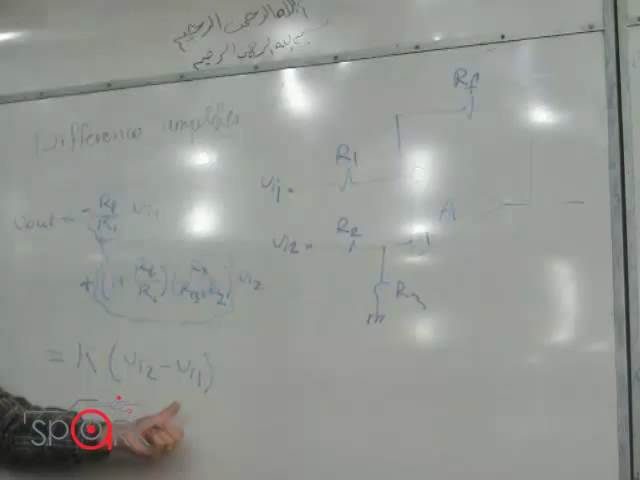 بسم الله الرحمن الرحيم
Difference amplifier
Vout = - Rf/R1 Vi1
+ (1 + Rf/R1) (R3/(R3+R2)) Vi2
= K (Vi2 - Vi1)
Rf
R1
Vi1
R2
Vi2
A
R3
spark